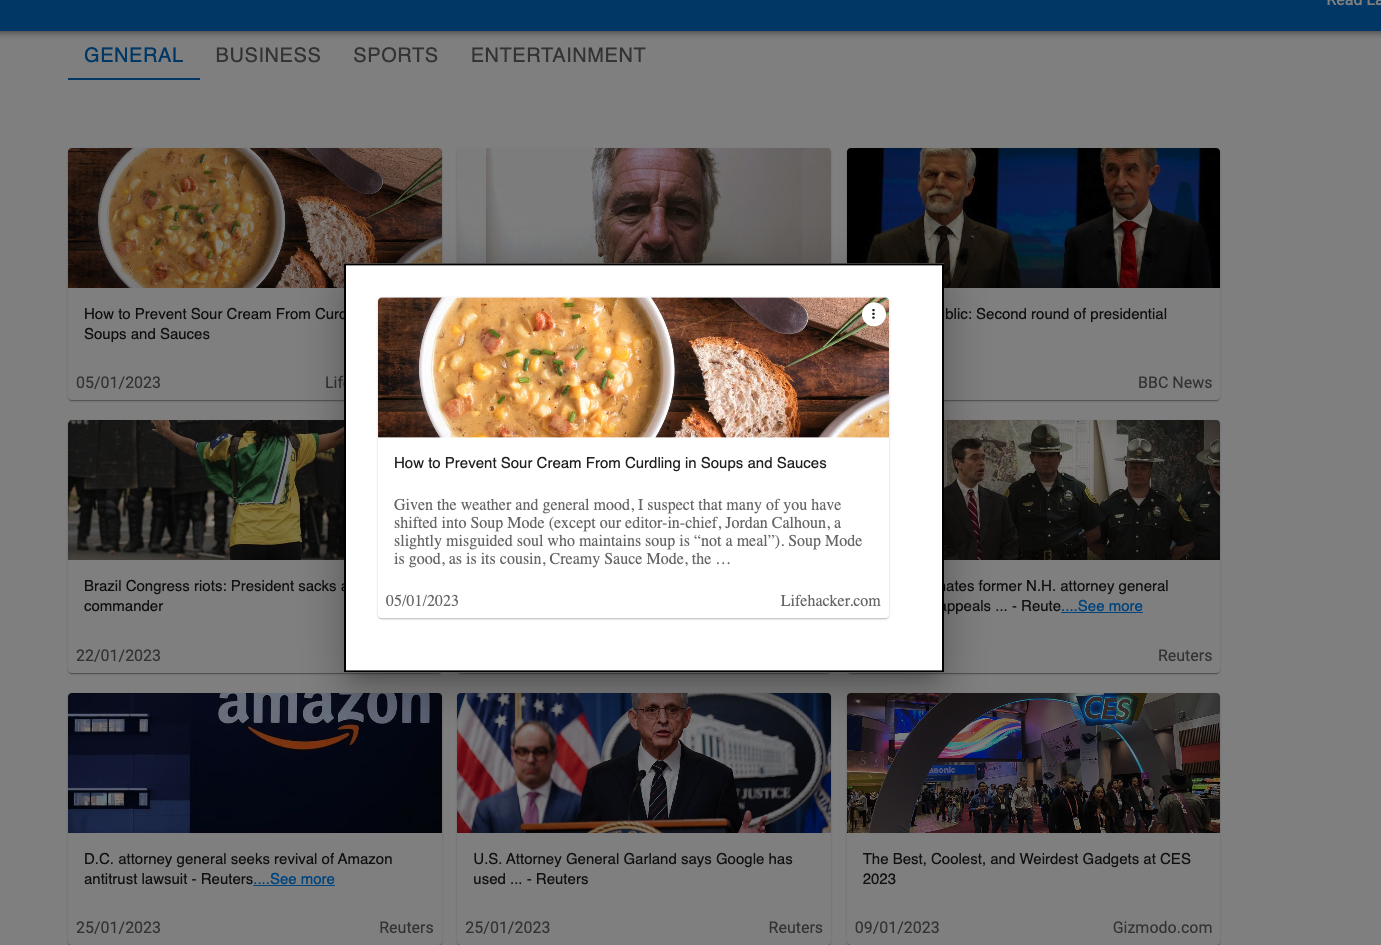 Read La
GENERAL BUSINESS SPORTS ENTERTAINMENT
How to Prevent Sour Cream From Curd
Soups and Sauces
05/01/2023 Lif
blic: Second round of presidential
BBC News
How to Prevent Sour Cream From Curdling in Soups and Sauces
Given the weather and general mood, I suspect that many of you have
shifted into Soup Mode (except our editor-in-chief, Jordan Calhoun, a
slightly misguided soul who maintains soup is “not a meal”). Soup Mode
is good, as is its cousin, Creamy Sauce Mode, the …
05/01/2023 Lifehacker.com
Brazil Congress riots: President sacks a
commander
22/01/2023
ates former N.H. attorney general
appeals ... - Reute....See more
Reuters
amazon
D.C. attorney general seeks revival of Amazon
antitrust lawsuit - Reuters....See more
25/01/2023 Reuters
JUSTICE
U.S. Attorney General Garland says Google has
used ... - Reuters
25/01/2023 Reuters
CES
The Best, Coolest, and Weirdest Gadgets at CES
2023
09/01/2023 Gizmodo.com